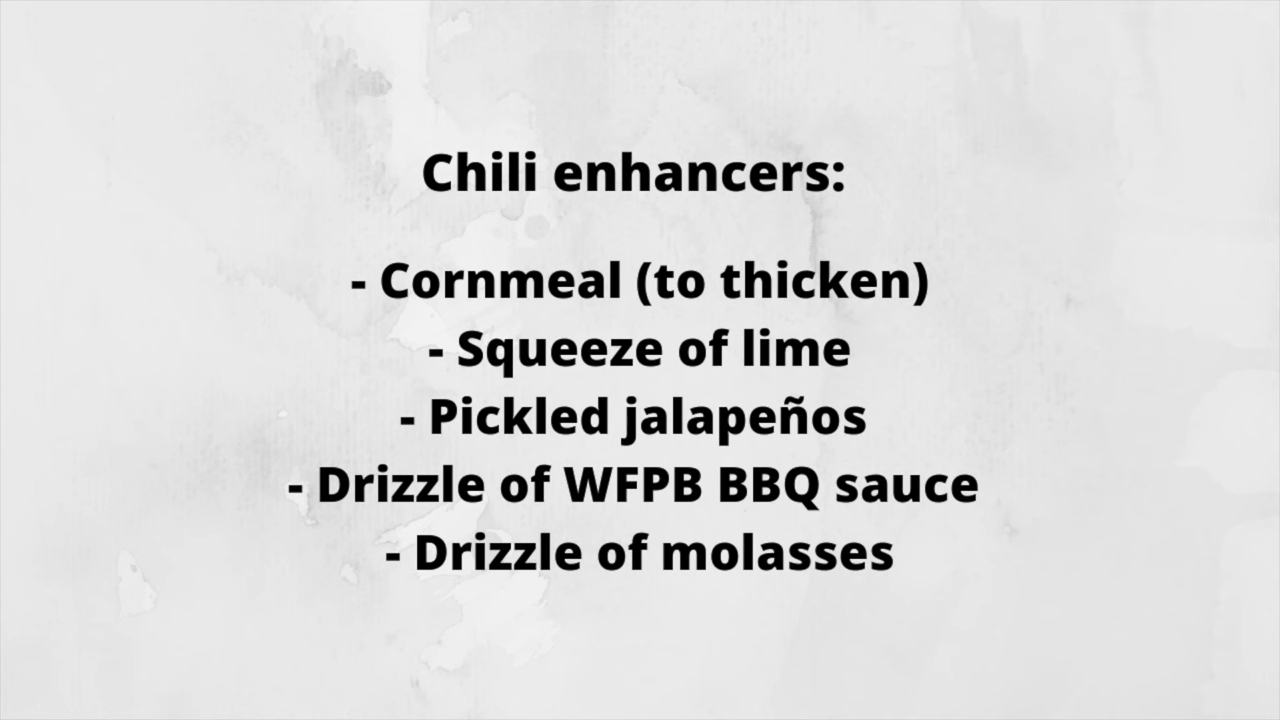 Chili enhancers:
- Cornmeal (to thicken)
- Squeeze of lime
- Pickled jalapeños
- Drizzle of WFPB BBQ sauce
- Drizzle of molasses